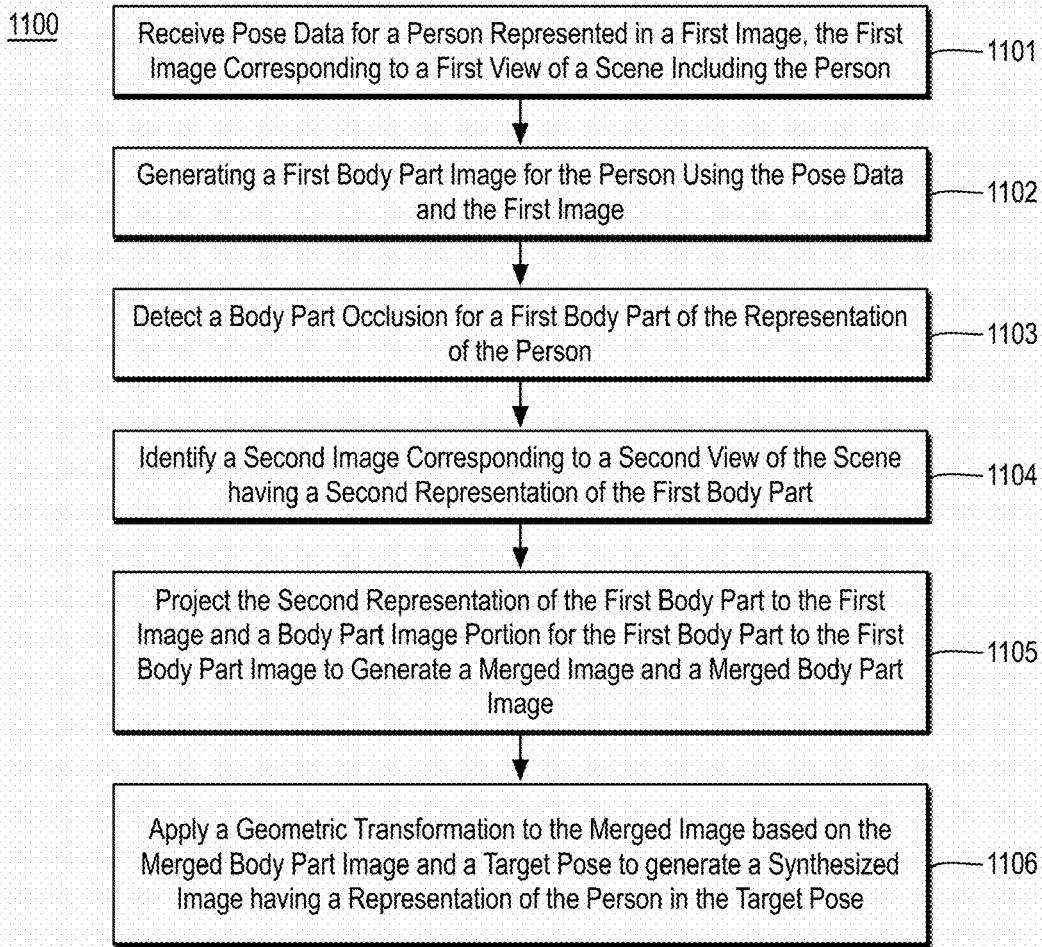 1100
Receive Pose Data for a Person Represented in a First Image, the First
Image Corresponding to a First View of a Scene Including the Person
1101
Generating a First Body Part Image for the Person Using the Pose Data
and the First Image
1102
Detect a Body Part Occlusion for a First Body Part of the Representation
of the Person
1103
Identify a Second Image Corresponding to a Second View of the Scene
having a Second Representation of the First Body Part
1104
Project the Second Representation of the First Body Part to the First
Image and a Body Part Image Portion for the First Body Part to the First
Body Part Image to Generate a Merged Image and a Merged Body Part
Image
1105
Apply a Geometric Transformation to the Merged Image based on the
Merged Body Part Image and a Target Pose to generate a Synthesized
Image having a Representation of the Person in the Target Pose
1106